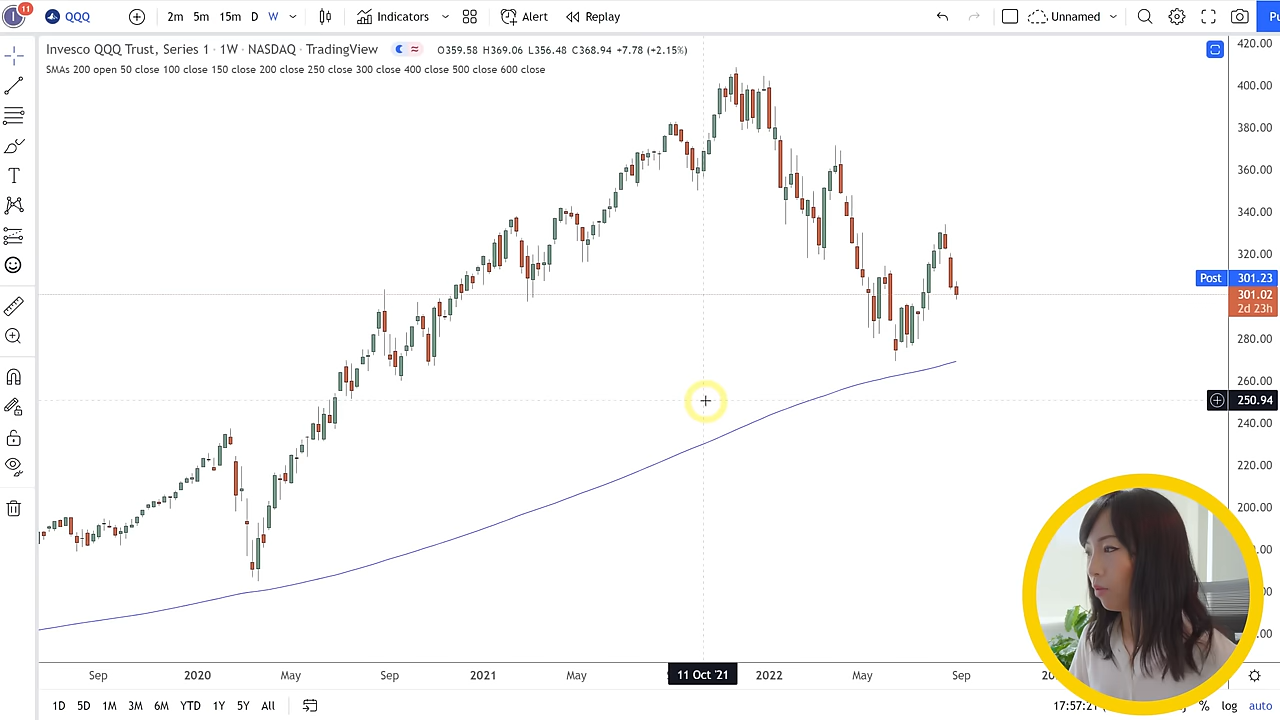 11
QQQ 2m 5m 15m D W Indicators Alert Replay Unnamed Pu
Invesco QQQ Trust, Series 1 · 1W · NASDAQ · TradingView O359.58 H369.06 L356.48 C368.94 +7.78 (+2.15%)
SMAs 200 open 50 close 100 close 150 close 200 close 250 close 300 close 400 close 500 close 600 close
420.00
400.00
380.00
360.00
340.00
320.00
Post 301.23
301.02
2d 23h
280.00
260.00
250.94
240.00
220.00
200.00
Sep 2020 May Sep 2021 May 11 Oct '21 2022 May Sep
1D 5D 1M 3M 6M YTD 1Y 5Y All 17:57:21 % log auto